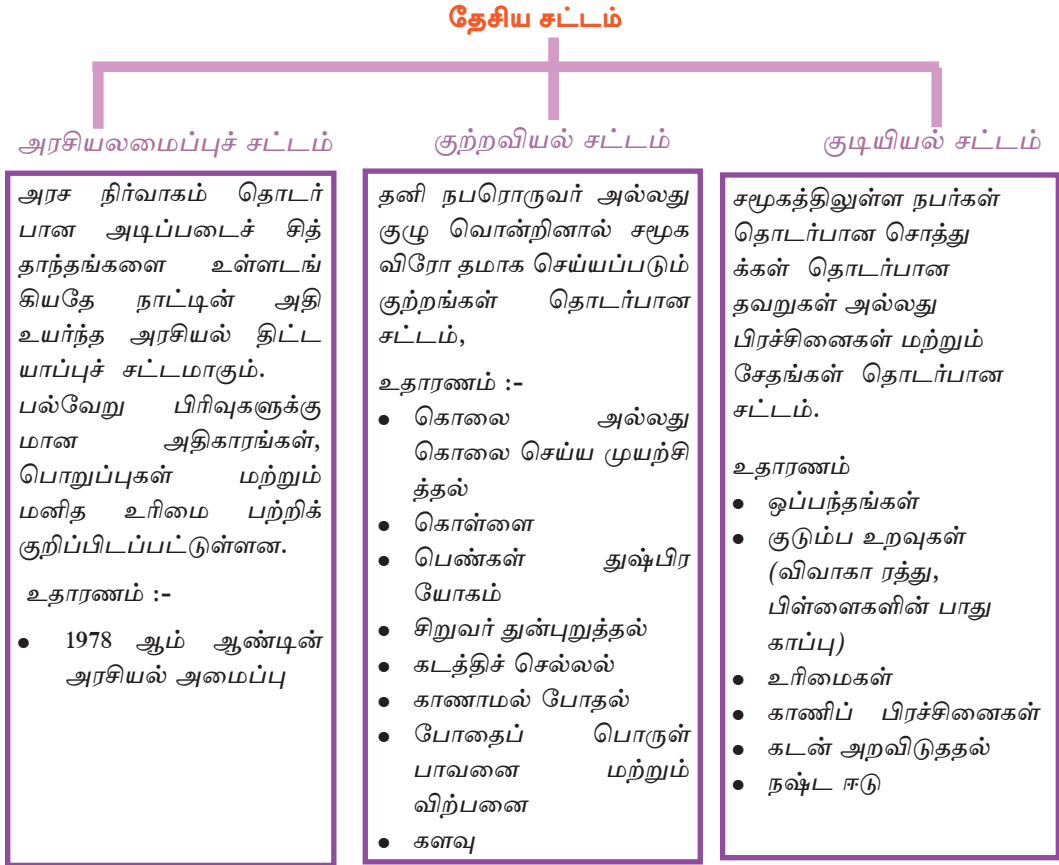 தேசிய சட்டம்
அரசியலமைப்புச் சட்டம்
அரச நிர்வாகம் தொடர்
பான அடிப்படைச் சித்
தாந்தங்களை உள்ளடங்
கியதே நாட்டின் அதி
உயர்ந்த அரசியல் திட்ட
யாப்புச் சட்டமாகும்.
பல்வேறு பிரிவுகளுக்கு
மான அதிகாரங்கள்,
பொறுப்புகள் மற்றும்
மனித உரிமை பற்றிக்
குறிப்பிடப்பட்டுள்ளன.
உதாரணம் :-
• 1978 ஆம் ஆண்டின்
அரசியல் அமைப்பு
குற்றவியல் சட்டம்
தனி நபரொருவர் அல்லது
குழு வொன்றினால் சமூக
விரோ தமாக செய்யப்படும்
குற்றங்கள் தொடர்பான
சட்டம்,
உதாரணம் :-
• கொலை அல்லது
கொலை செய்ய முயற்சி
த்தல்
• கொள்ளை
• பெண்கள் துஷ்பிர
யோகம்
• சிறுவர் துன்புறுத்தல்
• கடத்திச் செல்லல்
• காணாமல் போதல்
• போதைப் பொருள்
பாவனை மற்றும்
விற்பனை
• களவு
குடியியல் சட்டம்
சமூகத்திலுள்ள நபர்கள்
தொடர்பான சொத்து
க்கள் தொடர்பான
தவறுகள் அல்லது
பிரச்சினைகள் மற்றும்
சேதங்கள் தொடர்பான
சட்டம்.
உதாரணம்
• ஒப்பந்தங்கள்
• குடும்ப உறவுகள்
(விவாகா ரத்து,
பிள்ளைகளின் பாது
காப்பு)
• உரிமைகள்
• காணிப் பிரச்சினைகள்
• கடன் அறவிடுததல்
• நஷ்ட ஈடு